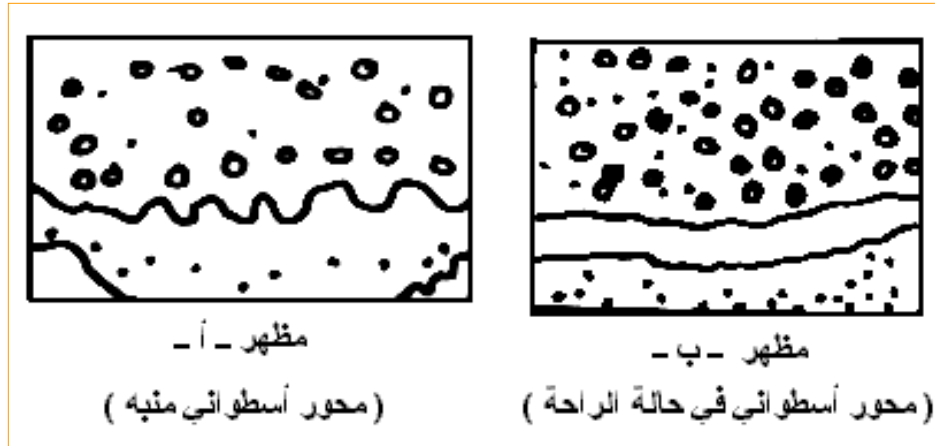 مظهر - أ -
(محور أسطواني منبه)
مظهر - ب -
(محور أسطواني في حالة الراحة)